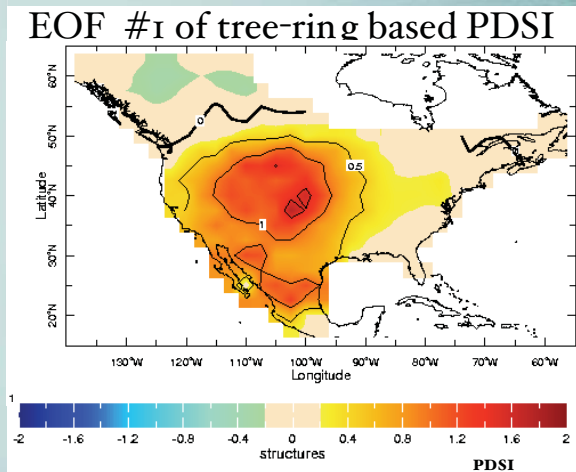 EOF #1 of tree-ring based PDSI
60°N
50°N
40°N
30°N
20°N
Latitude
0
0.5
1
130°W 120°W 110°W 100°W 90°W 80°W 70°W 60°W
Longitude
1
-2 -1.6 -1.2 -0.8 -0.4 0 0.4 0.8 1.2 1.6 2
structures
PDSI